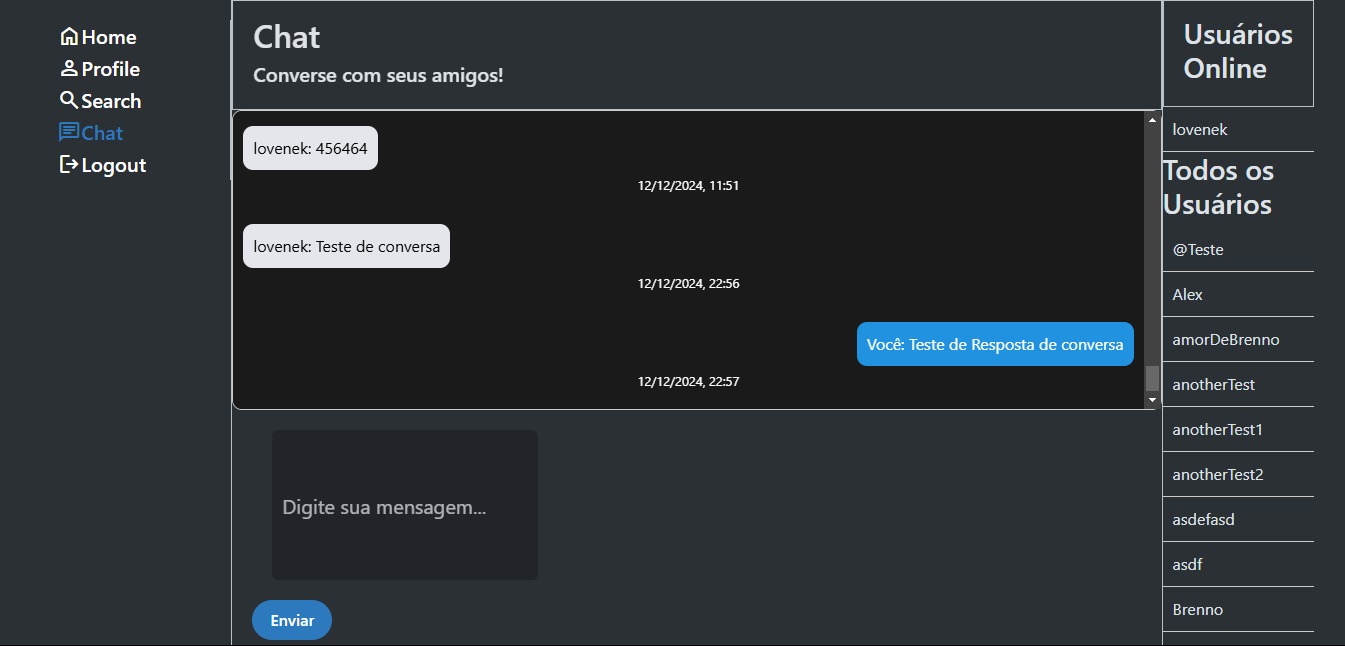 Home
Profile
Search
Chat
Logout
Chat
Converse com seus amigos!
lovenek: 456464
12/12/2024, 11:51
lovenek: Teste de conversa
12/12/2024, 22:56
Você: Teste de Resposta de conversa
12/12/2024, 22:57
Digite sua mensagem...
Enviar
Usuários
Online
lovenek
Todos os
Usuários
@Teste
Alex
amorDeBrenno
anotherTest
anotherTest1
anotherTest2
asdefasd
asdf
Brenno